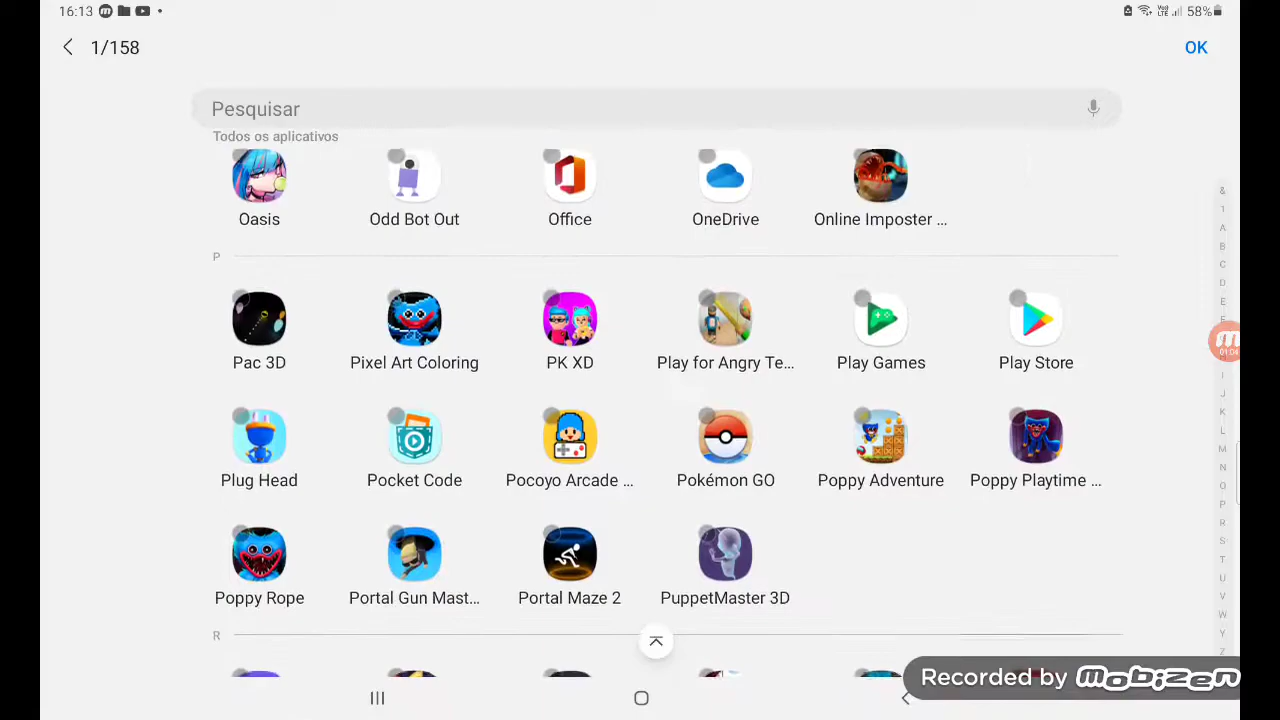 16:13
58%
1/158
OK
Pesquisar
Todos os aplicativos
Oasis
Odd Bot Out
Office
OneDrive
Online Imposter ...
P
Pac 3D
Pixel Art Coloring
PK XD
Play for Angry Te...
Play Games
Play Store
Plug Head
Pocket Code
Pocoyo Arcade ...
Pokémon GO
Poppy Adventure
Poppy Playtime ...
Poppy Rope
Portal Gun Mast...
Portal Maze 2
PuppetMaster 3D
R
&
1
A
B
C
D
E
F
I
J
K
L
M
N
O
P
R
S
T
U
V
W
Y
Z
Recorded by mobizen